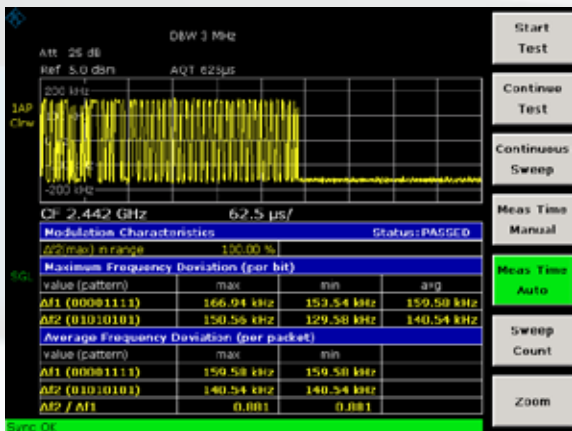 DBW 3 MHz
Att 25 dB
Ref 5.0 dBm AQT 625µs
200 kHz
1AP
Clrw
-200 kHz
CF 2.442 GHz 62.5 µs/
Modulation Characteristics Status: PASSED
Δf2(max) in range 100.00 %
SGL
Maximum Frequency Deviation (per bit)
value (pattern) max min avg
Δf1 (00001111) 166.94 kHz 153.54 kHz 159.58 kHz
Δf2 (01010101) 150.56 kHz 129.58 kHz 140.54 kHz
Average Frequency Deviation (per packet)
value (pattern) max min
Δf1 (00001111) 159.58 kHz 159.58 kHz
Δf2 (01010101) 140.54 kHz 140.54 kHz
Δf2 / Δf1 0.881 0.881
Sync OK
Start
Test
Continue
Test
Continuous
Sweep
Meas Time
Manual
Meas Time
Auto
Sweep
Count
Zoom